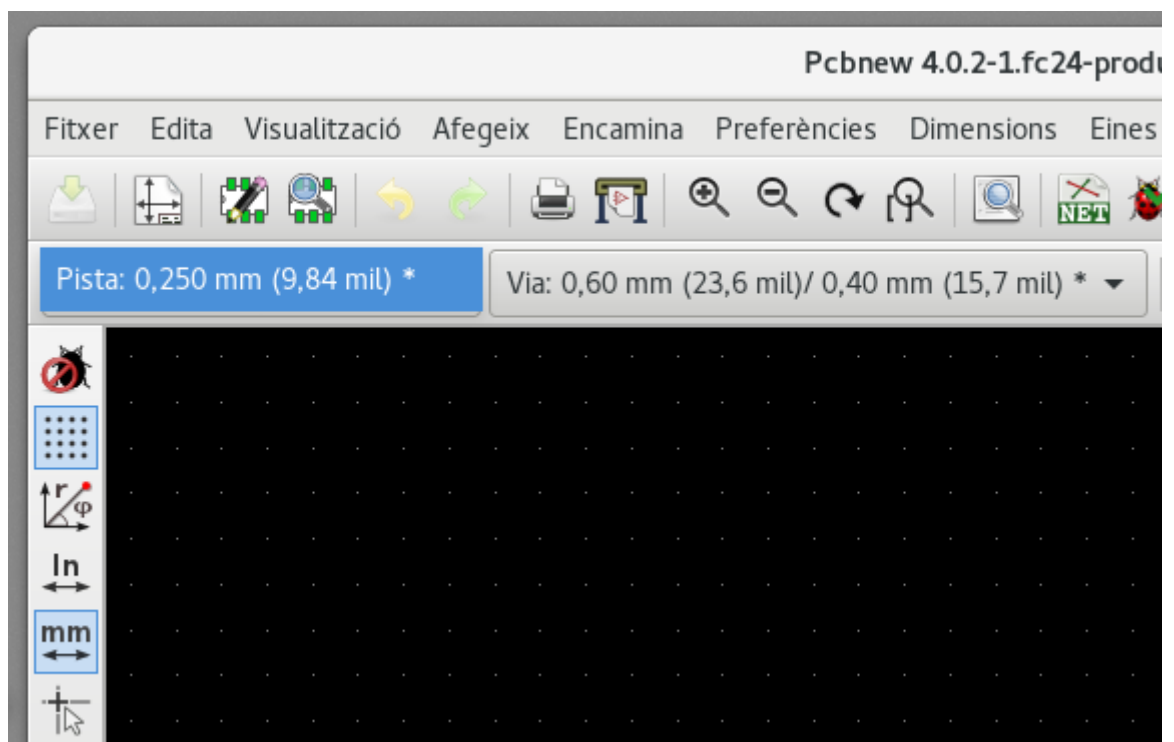 Pcbnew 4.0.2-1.fc24-produ
Fitxer Edita Visualització Afegeix Encamina Preferències Dimensions Eines
NET
Pista: 0,250 mm (9,84 mil) *
Via: 0,60 mm (23,6 mil)/ 0,40 mm (15,7 mil) *
r
φ
In
mm